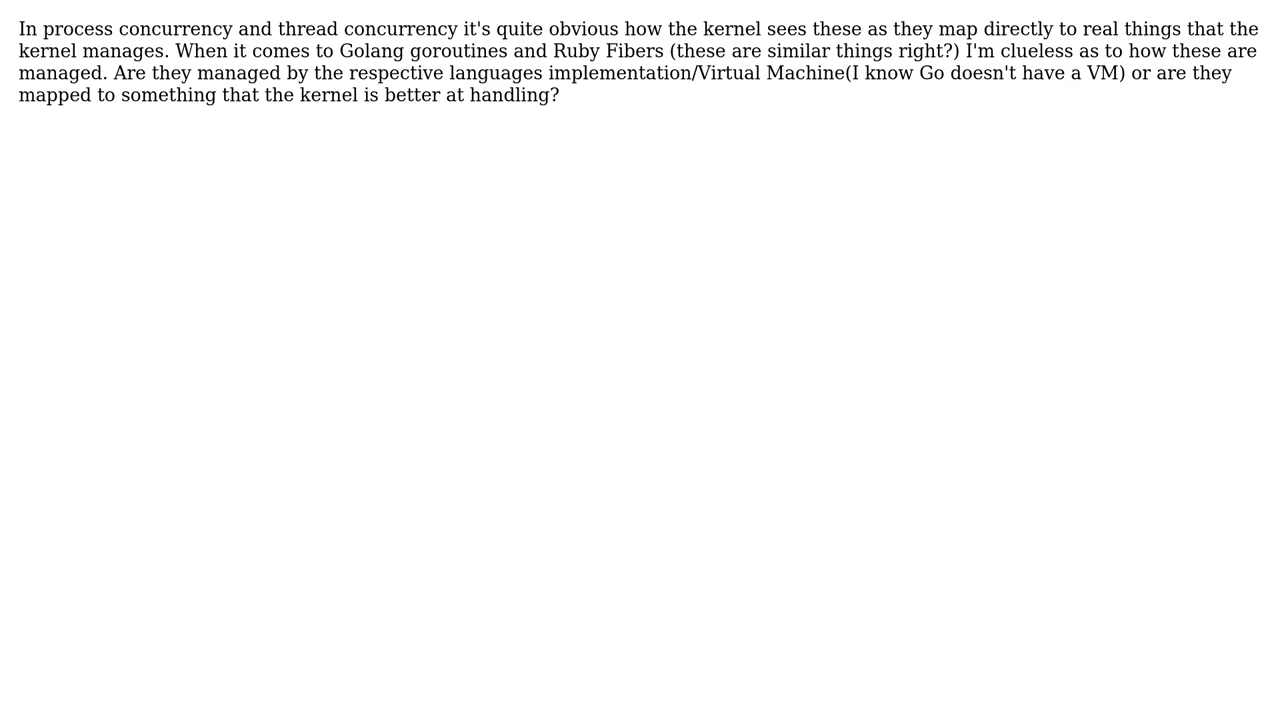 In process concurrency and thread concurrency it's quite obvious how the kernel sees these as they map directly to real things that the
kernel manages. When it comes to Golang goroutines and Ruby Fibers (these are similar things right?) I'm clueless as to how these are
managed. Are they managed by the respective languages implementation/Virtual Machine(I know Go doesn't have a VM) or are they
mapped to something that the kernel is better at handling?